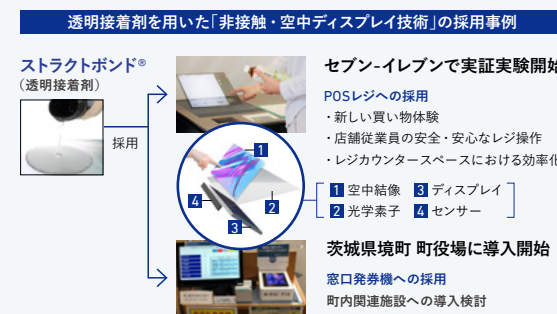 透明接着剤を用いた「非接触・空中ディスプレイ技術」の採用事例
ストラクトボンド®
（透明接着剤）
採用
セブン-イレブンで実証実験開始
POSレジへの採用
・新しい買い物体験
・店舗従業員の安全・安心なレジ操作
・レジカウンタースペースにおける効率化
1
2
3
4
1 空中結像 3 ディスプレイ
2 光学素子 4 センサー
茨城県境町 町役場に導入開始
窓口発券機への採用
町内関連施設への導入検討